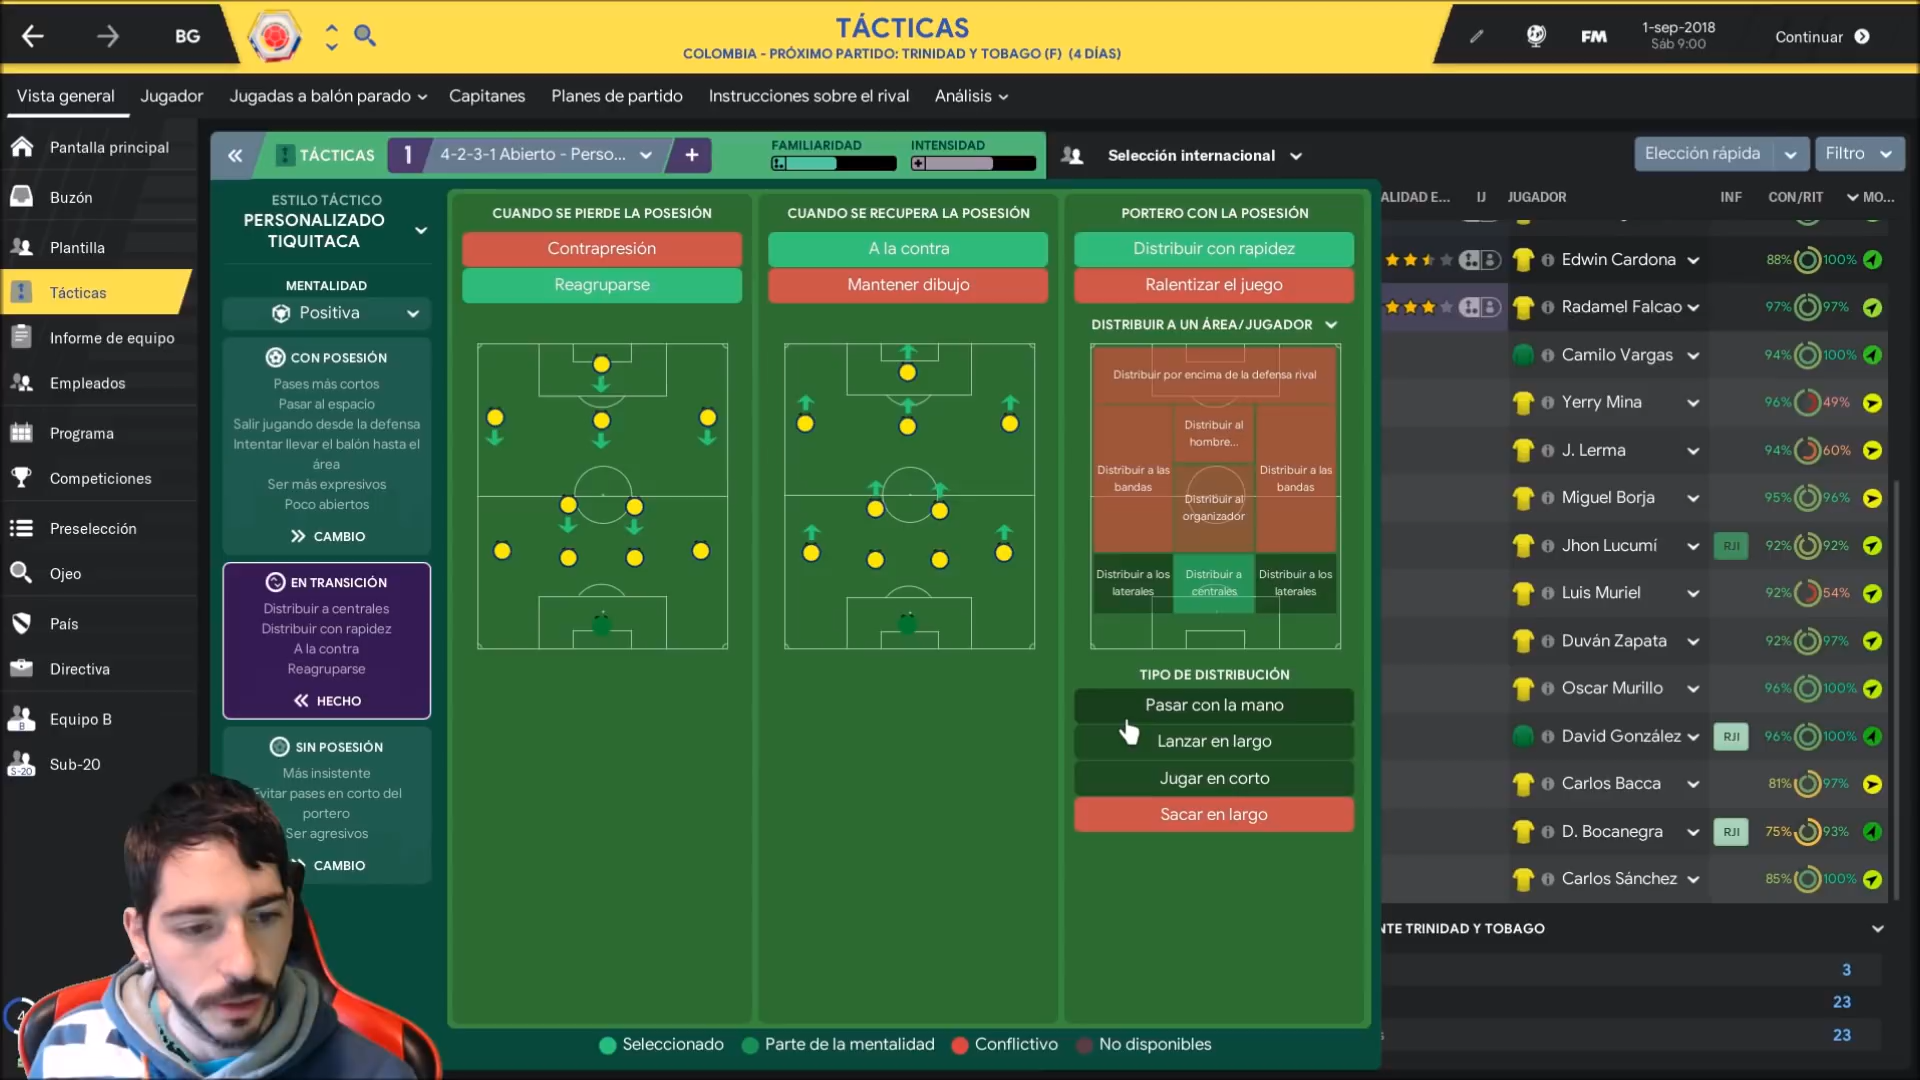 BG
TÁCTICAS
COLOMBIA - PRÓXIMO PARTIDO: TRINIDAD Y TOBAGO (F) (4 DÍAS)
FM
1-sep-2018
Sáb 9:00
Continuar
Vista general
Jugador
Jugadas a balón parado
Capitanes
Planes de partido
Instrucciones sobre el rival
Análisis
Pantalla principal
Buzón
Plantilla
Tácticas
Informe de equipo
Empleados
Programa
Competiciones
Preselección
Ojeo
País
Directiva
Equipo B
Sub-20
TÁCTICAS
1
4-2-3-1 Abierto - Perso...
FAMILIARIDAD
INTENSIDAD
Selección internacional
Elección rápida
Filtro
ESTILO TÁCTICO
PERSONALIZADO
TIQUITACA
MENTALIDAD
Positiva
CON POSESIÓN
Pases más cortos
Pasar al espacio
Salir jugando desde la defensa
Intentar llevar el balón hasta el
área
Ser más expresivos
Poco abiertos
CAMBIO
EN TRANSICIÓN
Distribuir a centrales
Distribuir con rapidez
A la contra
Reagruparse
HECHO
SIN POSESIÓN
Más insistente
Evitar pases en corto del
portero
Ser agresivos
CAMBIO
CUANDO SE PIERDE LA POSESIÓN
Contrapresión
Reagruparse
CUANDO SE RECUPERA LA POSESIÓN
A la contra
Mantener dibujo
PORTERO CON LA POSESIÓN
Distribuir con rapidez
Ralentizar el juego
DISTRIBUIR A UN ÁREA/JUGADOR
Distribuir por encima de la defensa rival
Distribuir al
hombre...
Distribuir a las
bandas
Distribuir al
organizador
Distribuir a las
bandas
Distribuir a los
laterales
Distribuir a
centrales
Distribuir a los
laterales
TIPO DE DISTRIBUCIÓN
Pasar con la mano
Lanzar en largo
Jugar en corto
Sacar en largo
Seleccionado
Parte de la mentalidad
Conflictivo
No disponibles
ALIDAD E... IJ JUGADOR INF CON/RIT MO...
Edwin Cardona 88% 100%
Radamel Falcao 97% 97%
Camilo Vargas 94% 100%
Yerry Mina 96% 49%
J. Lerma 94% 60%
Miguel Borja 95% 96%
Jhon Lucumí RJI 92% 92%
Luis Muriel 92% 54%
Duván Zapata 92% 97%
Oscar Murillo 96% 100%
David González RJI 96% 100%
Carlos Bacca 81% 97%
D. Bocanegra RJI 75% 93%
Carlos Sánchez 85% 100%
NTE TRINIDAD Y TOBAGO
3
23
23